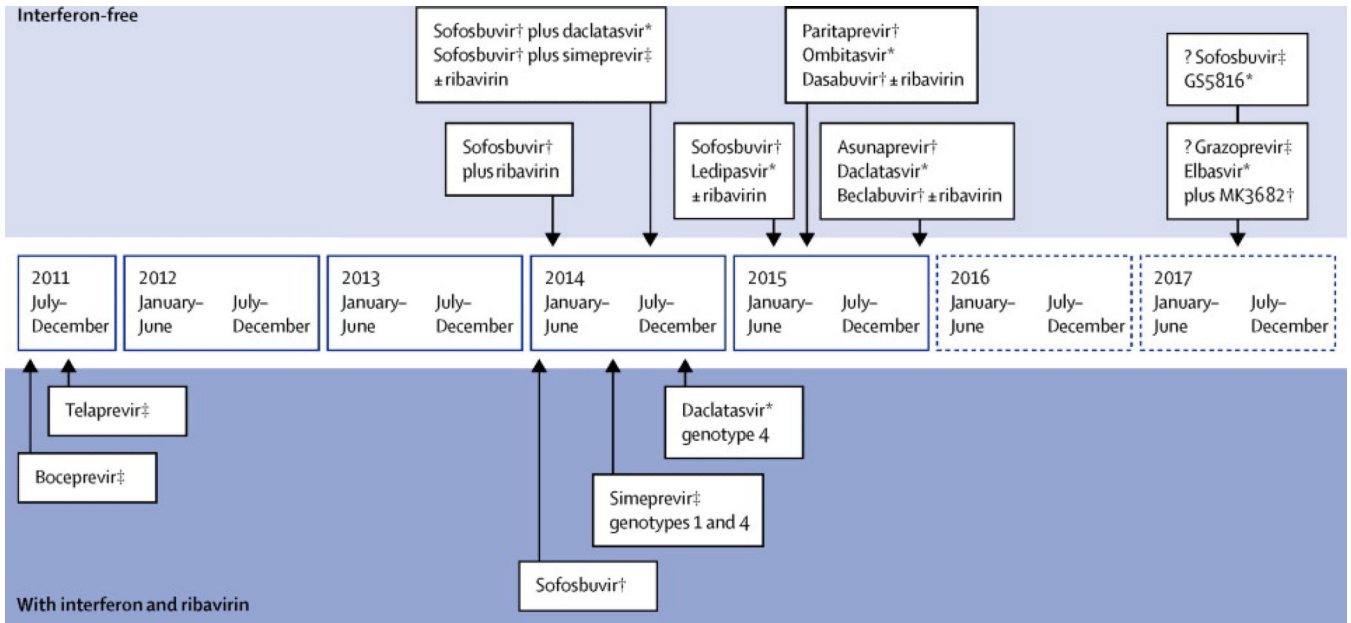 Interferon-free
Sofosbuvir† plus daclatasvir*
Sofosbuvir† plus simeprevir‡
± ribavirin
Paritaprevir†
Ombitasvir*
Dasabuvir† ± ribavirin
? Sofosbuvir‡
GS5816*
Sofosbuvir†
plus ribavirin
Sofosbuvir†
Ledipasvir*
± ribavirin
Asunaprevir†
Daclatasvir*
Beclabuvir† ± ribavirin
? Grazoprevir‡
Elbasvir*
plus MK3682†
2011
July–
December
2012
January–
June
July–
December
2013
January–
June
July–
December
2014
January–
June
July–
December
2015
January–
June
July–
December
2016
January–
June
July–
December
2017
January–
June
July–
December
Telaprevir‡
Boceprevir‡
Daclatasvir*
genotype 4
Simeprevir‡
genotypes 1 and 4
Sofosbuvir†
With interferon and ribavirin